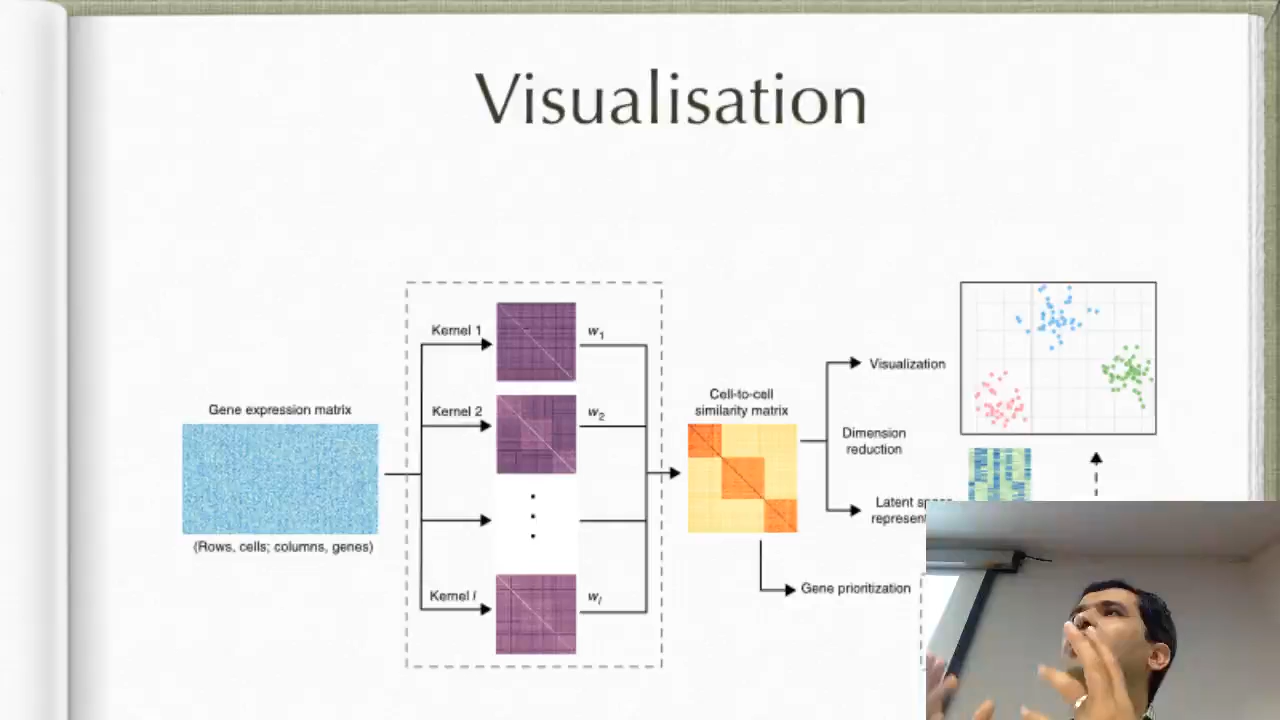 Visualisation
Gene expression matrix
(Rows, cells; columns, genes)
Kernel 1
w1
Kernel 2
w2
Kernel l
wl
Cell-to-cell
similarity matrix
Visualization
Dimension
reduction
Latent
Gene prioritization